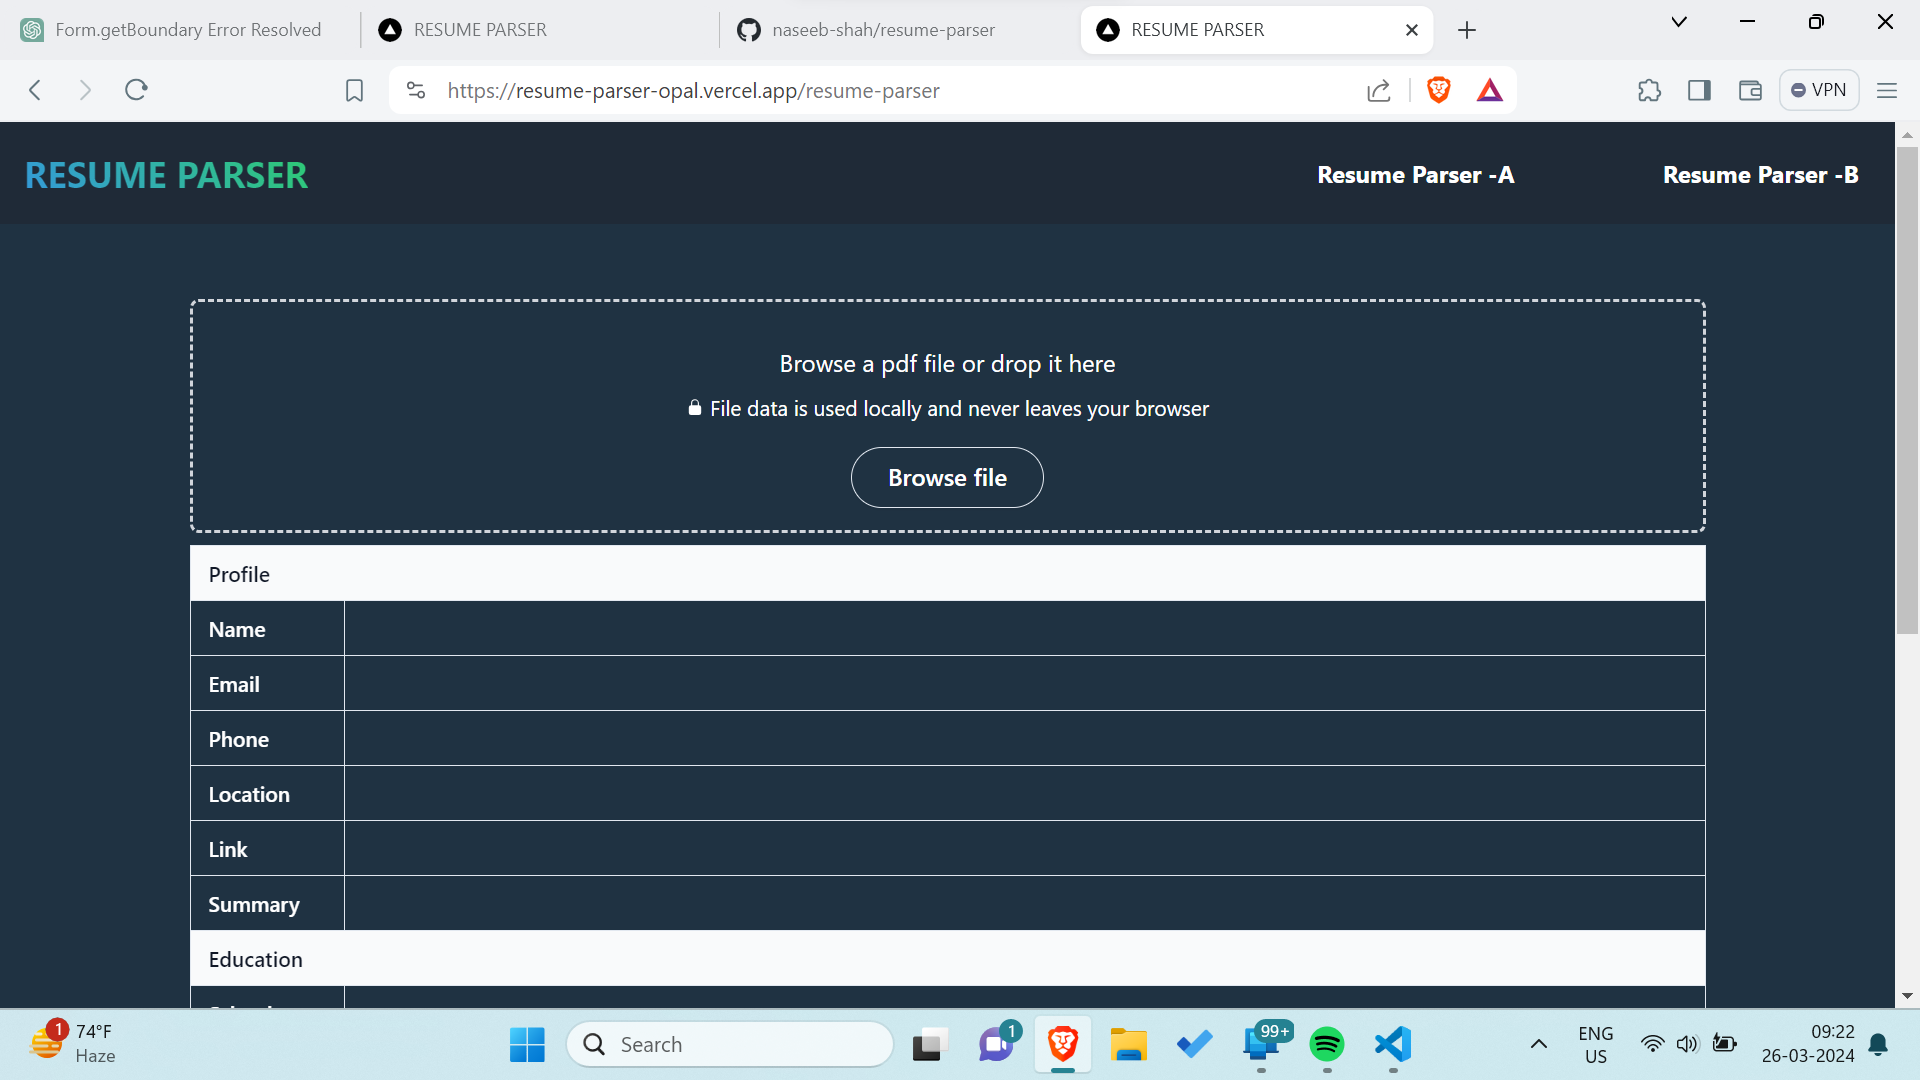 Form.getBoundary Error Resolved
RESUME PARSER
naseeb-shah/resume-parser
RESUME PARSER
https://resume-parser-opal.vercel.app/resume-parser
VPN
RESUME PARSER
Resume Parser -A
Resume Parser -B
Browse a pdf file or drop it here
File data is used locally and never leaves your browser
Browse file
Profile
Name
Email
Phone
Location
Link
Summary
Education
1
74°F
Haze
Search
1
99+
ENG
US
09:22
26-03-2024